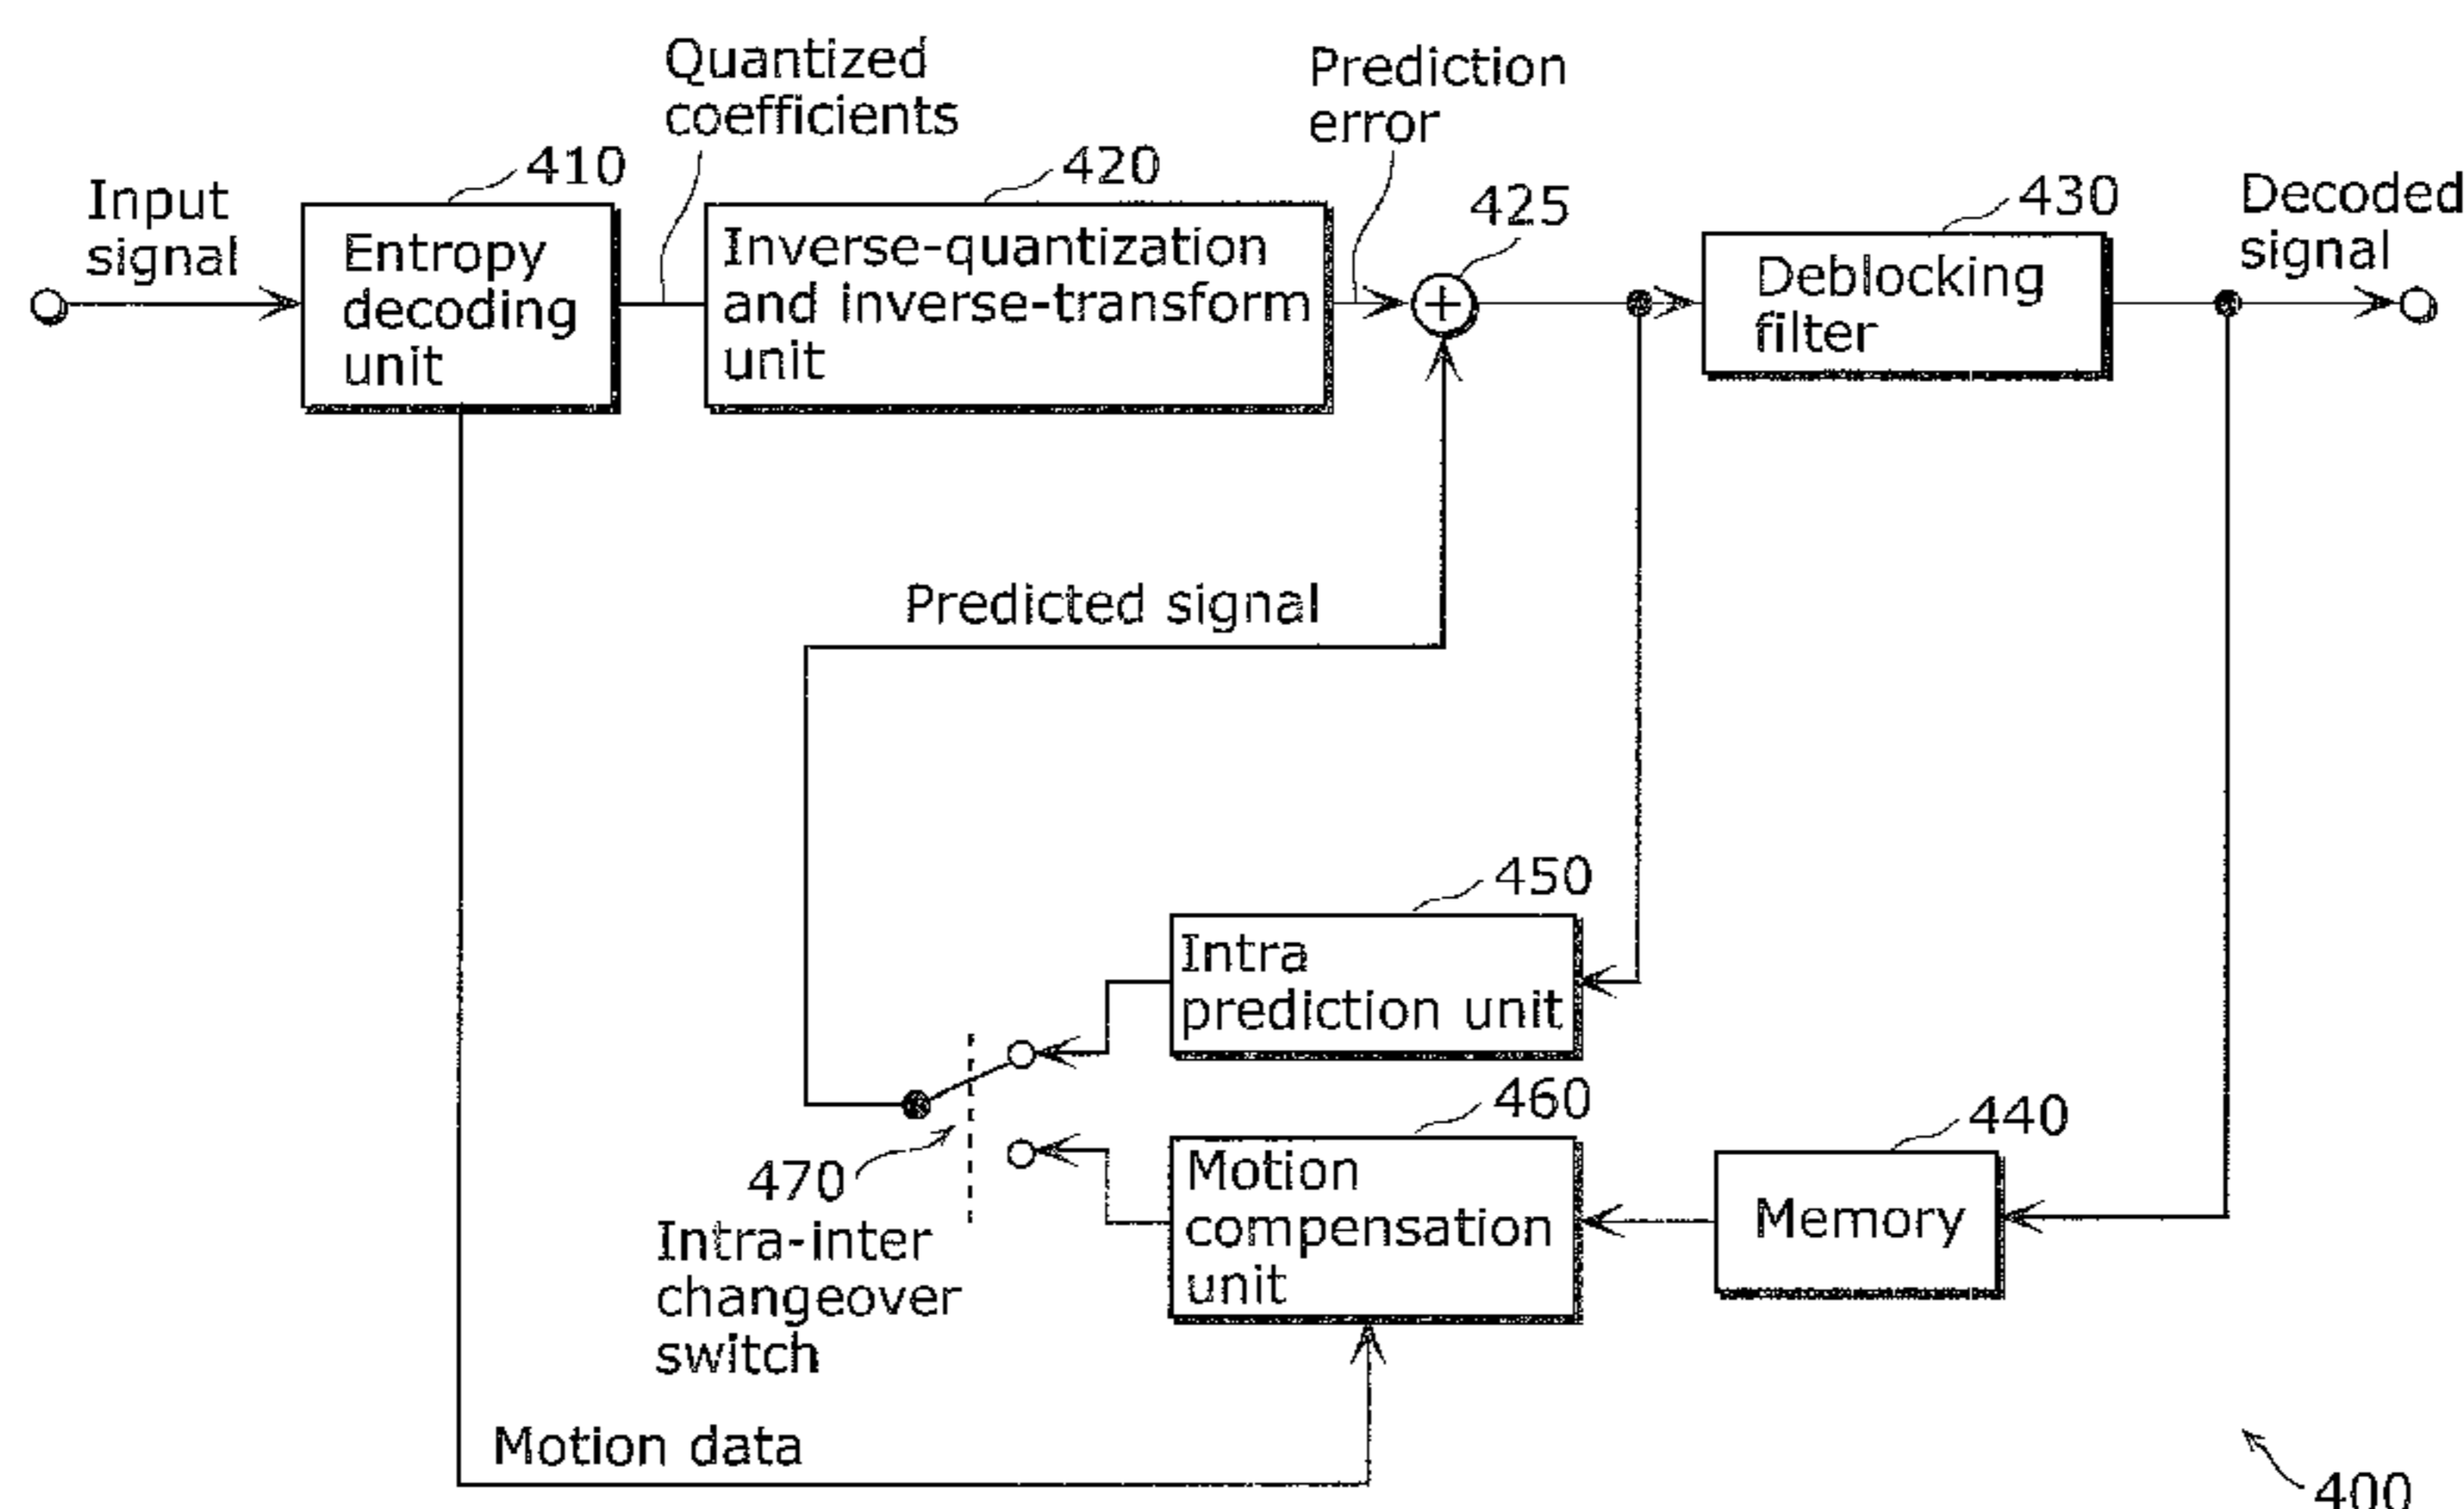 Quantized
coefficients
Prediction
error
410
420
425
430
Input
signal
Decoded
signal
Entropy
decoding
unit
Inverse-quantization
and inverse-transform
unit
+
Deblocking
filter
Predicted signal
450
Intra
prediction unit
460
440
470
Intra-inter
changeover
switch
Motion
compensation
unit
Memory
Motion data
400